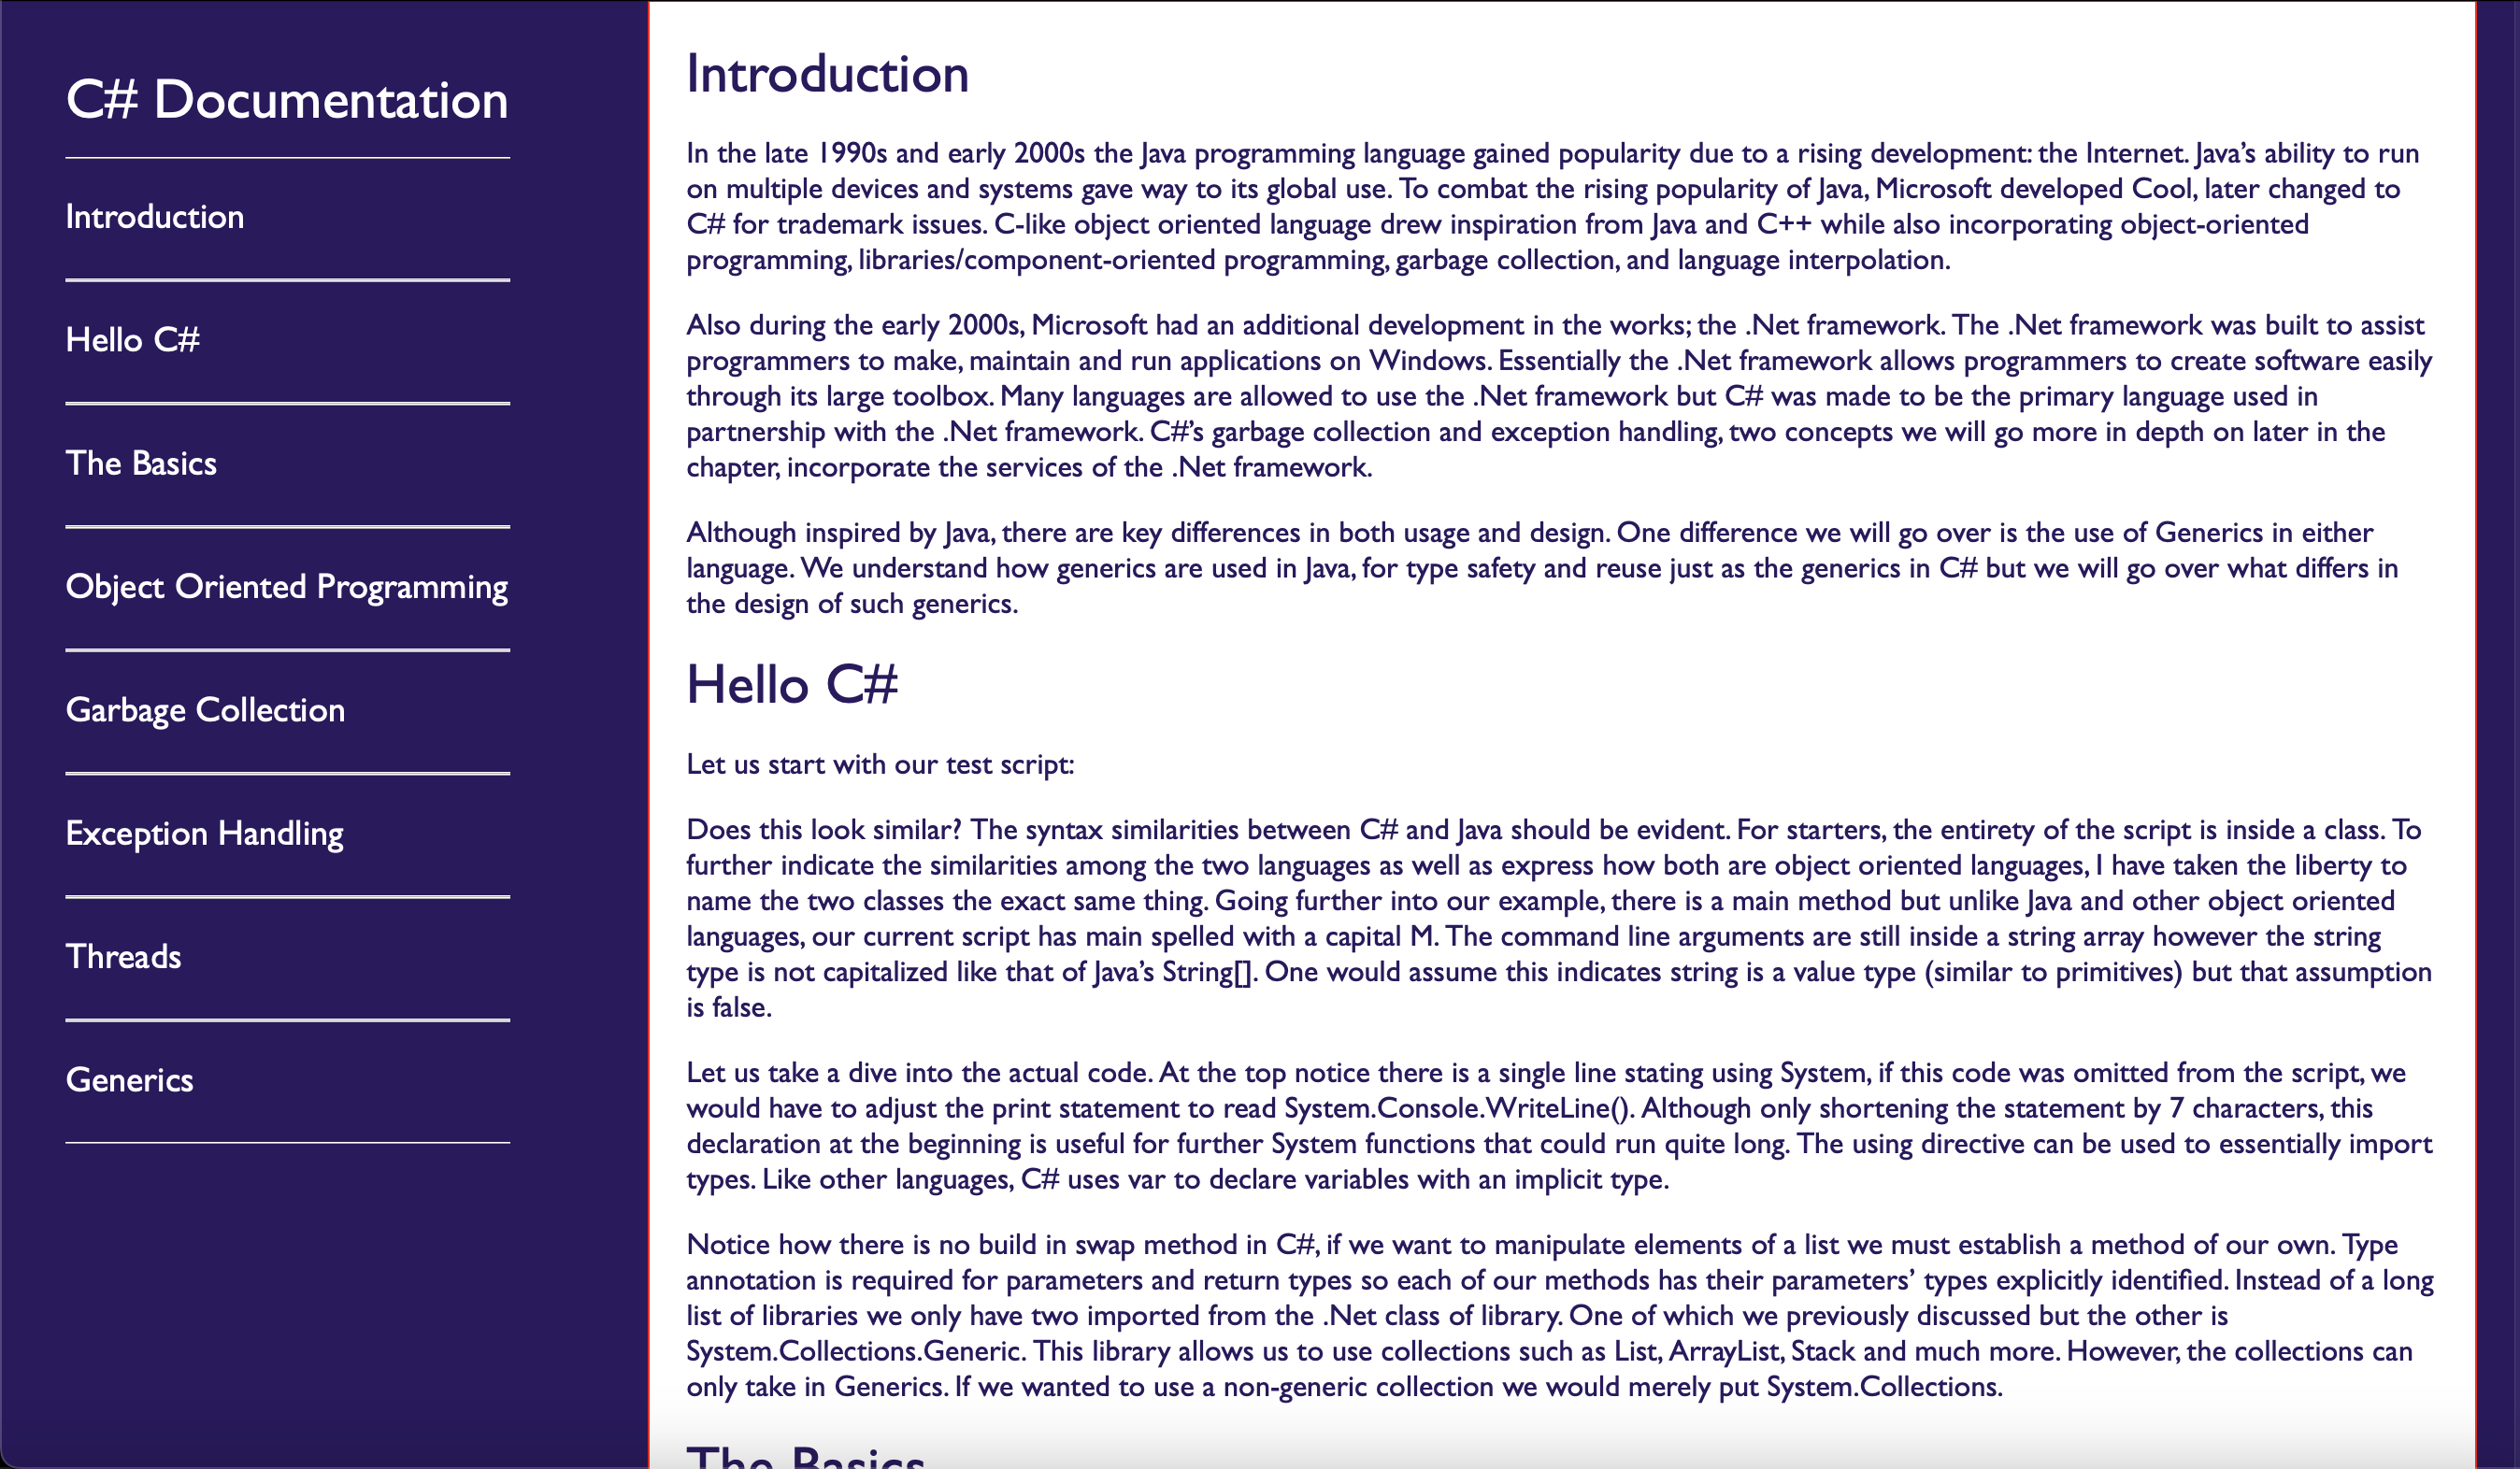 C# Documentation
Introduction
Hello C#
The Basics
Object Oriented Programming
Garbage Collection
Exception Handling
Threads
Generics
Introduction
In the late 1990s and early 2000s the Java programming language gained popularity due to a rising development: the Internet. Java’s ability to run
on multiple devices and systems gave way to its global use. To combat the rising popularity of Java, Microsoft developed Cool, later changed to
C# for trademark issues. C-like object oriented language drew inspiration from Java and C++ while also incorporating object-oriented
programming, libraries/component-oriented programming, garbage collection, and language interpolation.
Also during the early 2000s, Microsoft had an additional development in the works; the .Net framework. The .Net framework was built to assist
programmers to make, maintain and run applications on Windows. Essentially the .Net framework allows programmers to create software easily
through its large toolbox. Many languages are allowed to use the .Net framework but C# was made to be the primary language used in
partnership with the .Net framework. C#’s garbage collection and exception handling, two concepts we will go more in depth on later in the
chapter, incorporate the services of the .Net framework.
Although inspired by Java, there are key differences in both usage and design. One difference we will go over is the use of Generics in either
language. We understand how generics are used in Java, for type safety and reuse just as the generics in C# but we will go over what differs in
the design of such generics.
Hello C#
Let us start with our test script:
Does this look similar? The syntax similarities between C# and Java should be evident. For starters, the entirety of the script is inside a class. To
further indicate the similarities among the two languages as well as express how both are object oriented languages, I have taken the liberty to
name the two classes the exact same thing. Going further into our example, there is a main method but unlike Java and other object oriented
languages, our current script has main spelled with a capital M. The command line arguments are still inside a string array however the string
type is not capitalized like that of Java’s String[]. One would assume this indicates string is a value type (similar to primitives) but that assumption
is false.
Let us take a dive into the actual code. At the top notice there is a single line stating using System, if this code was omitted from the script, we
would have to adjust the print statement to read System.Console.WriteLine(). Although only shortening the statement by 7 characters, this
declaration at the beginning is useful for further System functions that could run quite long. The using directive can be used to essentially import
types. Like other languages, C# uses var to declare variables with an implicit type.
Notice how there is no build in swap method in C#, if we want to manipulate elements of a list we must establish a method of our own. Type
annotation is required for parameters and return types so each of our methods has their parameters’ types explicitly identified. Instead of a long
list of libraries we only have two imported from the .Net class of library. One of which we previously discussed but the other is
System.Collections.Generic. This library allows us to use collections such as List, ArrayList, Stack and much more. However, the collections can
only take in Generics. If we wanted to use a non-generic collection we would merely put System.Collections.
The Basics